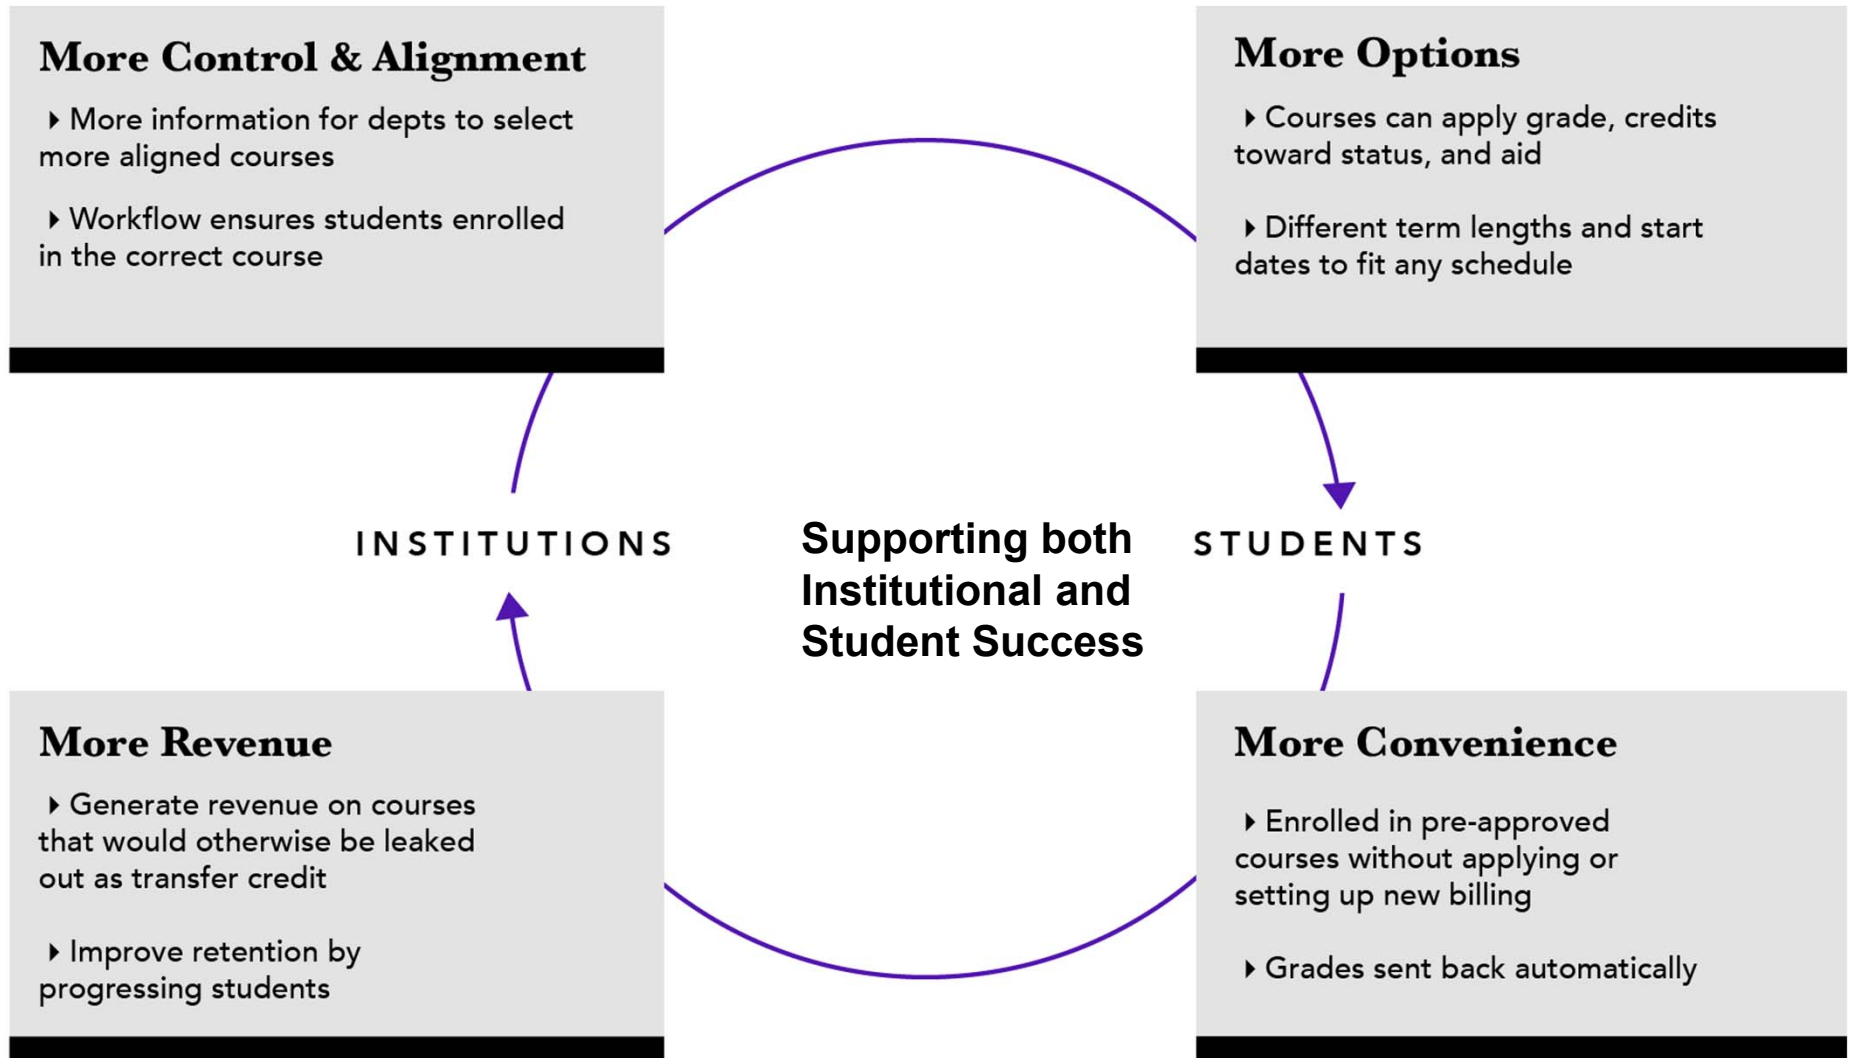 More Control & Alignment
▸ More information for depts to select
more aligned courses
▸ Workflow ensures students enrolled
in the correct course
More Options
▸ Courses can apply grade, credits
toward status, and aid
▸ Different term lengths and start
dates to fit any schedule
INSTITUTIONS
Supporting both
Institutional and
Student Success
STUDENTS
More Revenue
▸ Generate revenue on courses
that would otherwise be leaked
out as transfer credit
▸ Improve retention by
progressing students
More Convenience
▸ Enrolled in pre-approved
courses without applying or
setting up new billing
▸ Grades sent back automatically